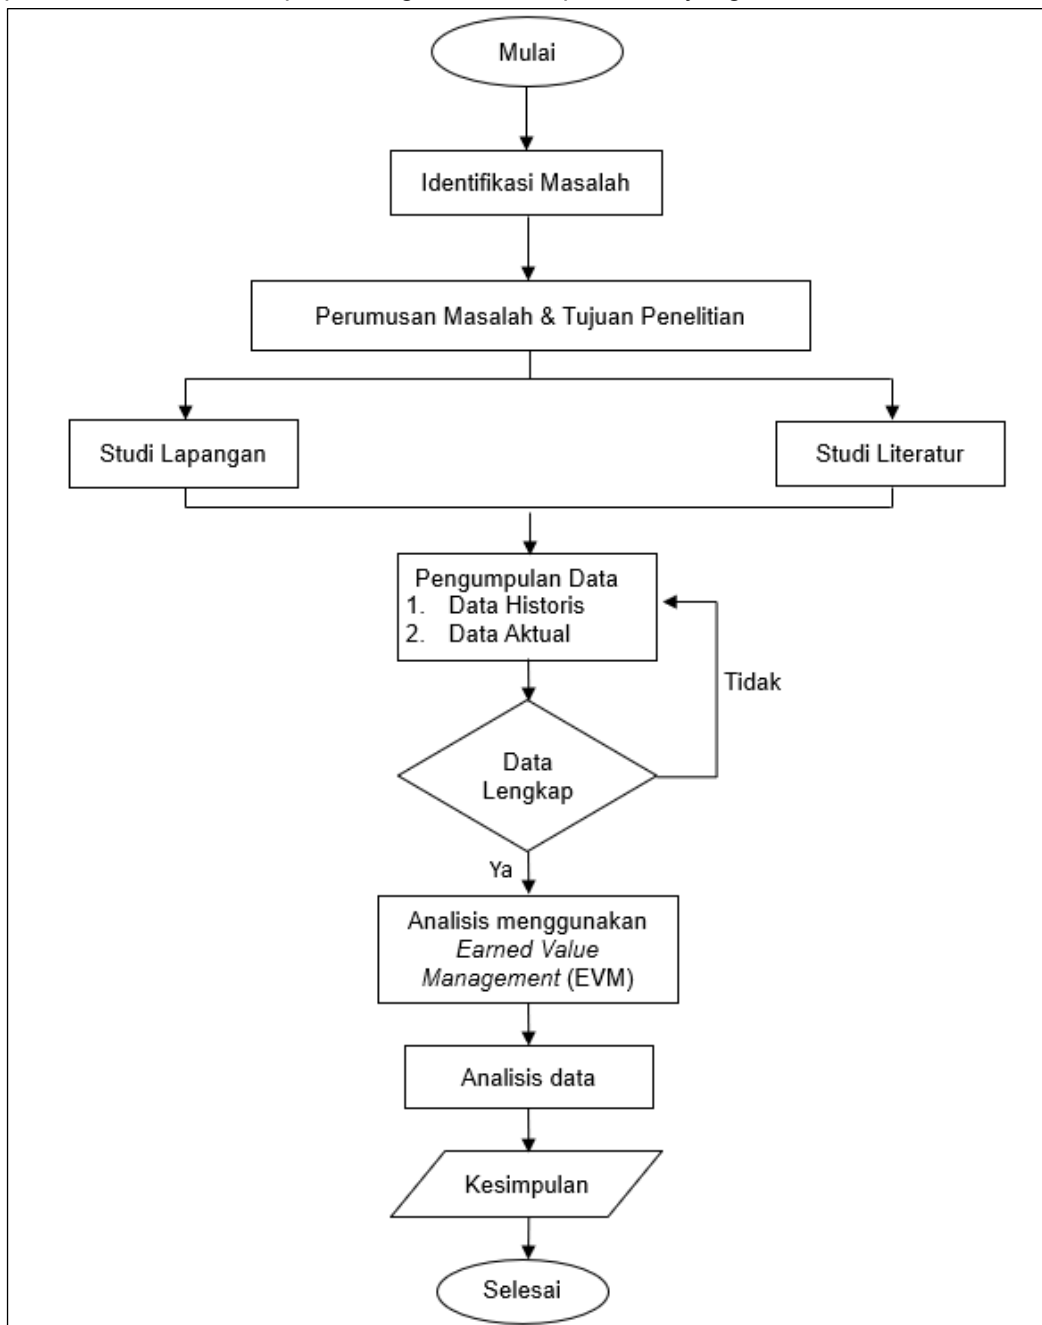 Mulai
Identifikasi Masalah
Perumusan Masalah & Tujuan Penelitian
Studi Lapangan
Studi Literatur
Pengumpulan Data
1. Data Historis
2. Data Aktual
Tidak
Data
Lengkap
Ya
Analisis menggunakan
Earned Value
Management (EVM)
Analisis data
Kesimpulan
Selesai